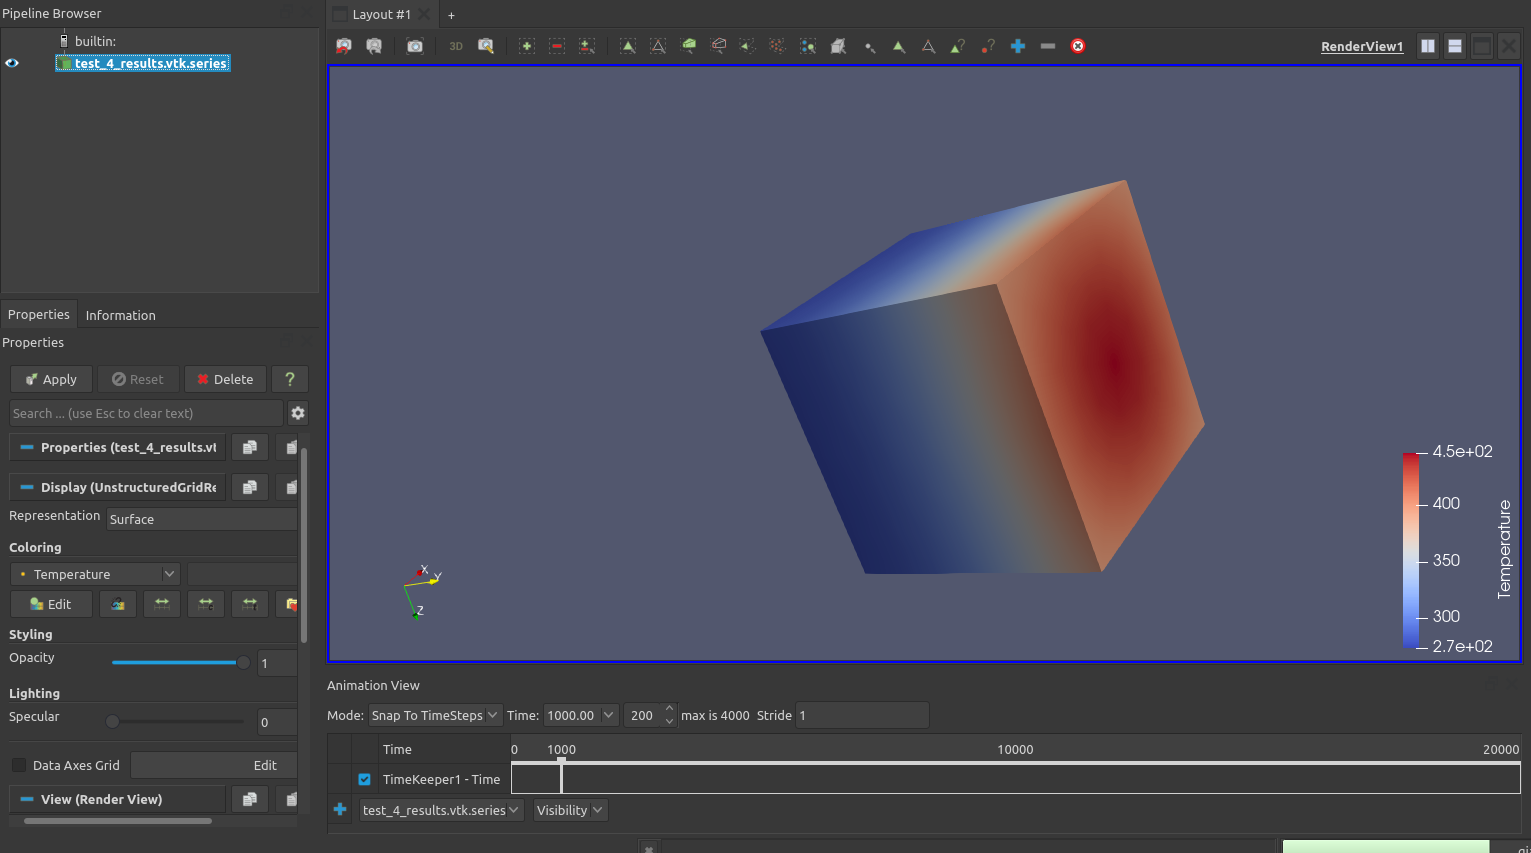 Pipeline Browser
builtin:
test_4_results.vtk.series
Properties
Information
Properties
Apply
Reset
Delete
?
Search ... (use Esc to clear text)
Properties (test_4_results.vt
Display (UnstructuredGridRe
Representation
Surface
Coloring
Temperature
Edit
Styling
Opacity
1
Lighting
Specular
0
Data Axes Grid
Edit
View (Render View)
Layout #1
+
3D
RenderView1
X
Y
Z
4.5e+02
400
350
300
2.7e+02
Temperature
Animation View
Mode: Snap To TimeSteps Time: 1000.00 200 max is 4000 Stride 1
Time
0 1000 10000 20000
TimeKeeper1 - Time
test_4_results.vtk.series Visibility